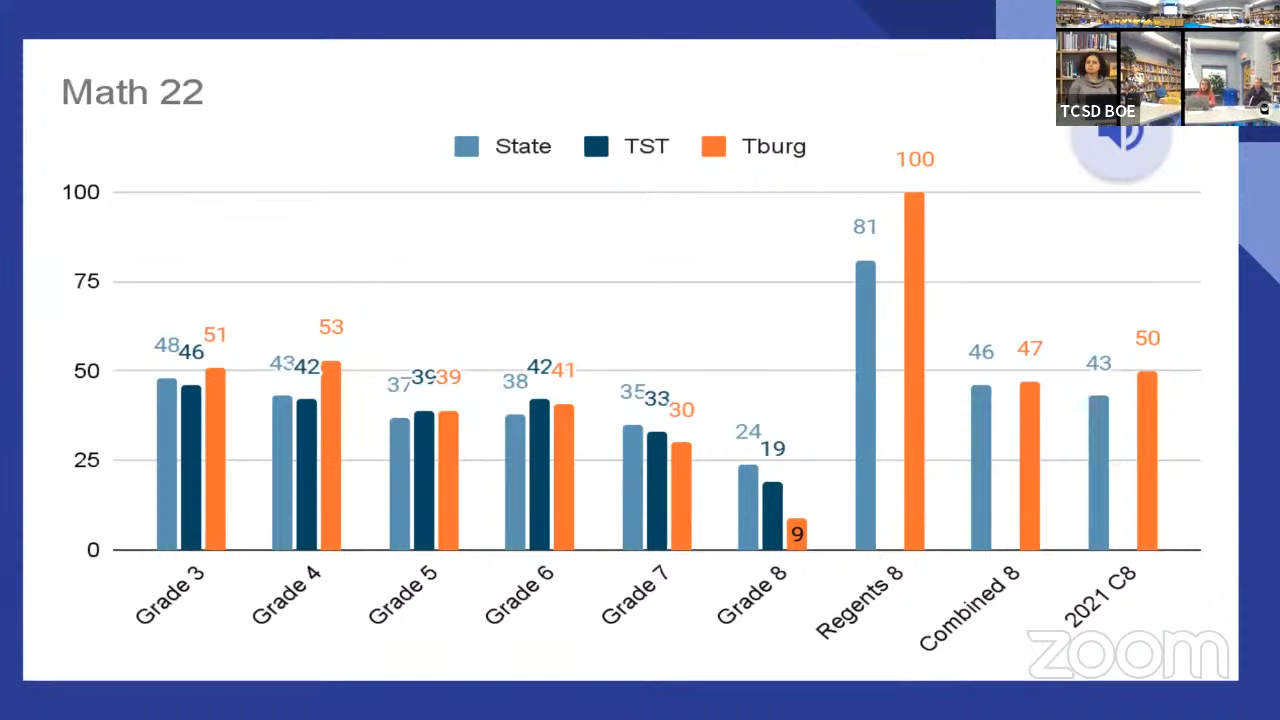 Math 22
TCSD BOE
State TST Tburg
100
75
50
25
0
48 46 51
43 42 53
37 39 39
38 42 41
35 33 30
24 19 9
81 100
46 47
43 50
Grade 3
Grade 4
Grade 5
Grade 6
Grade 7
Grade 8
Regents 8
Combined 8
2021 C8
zoom